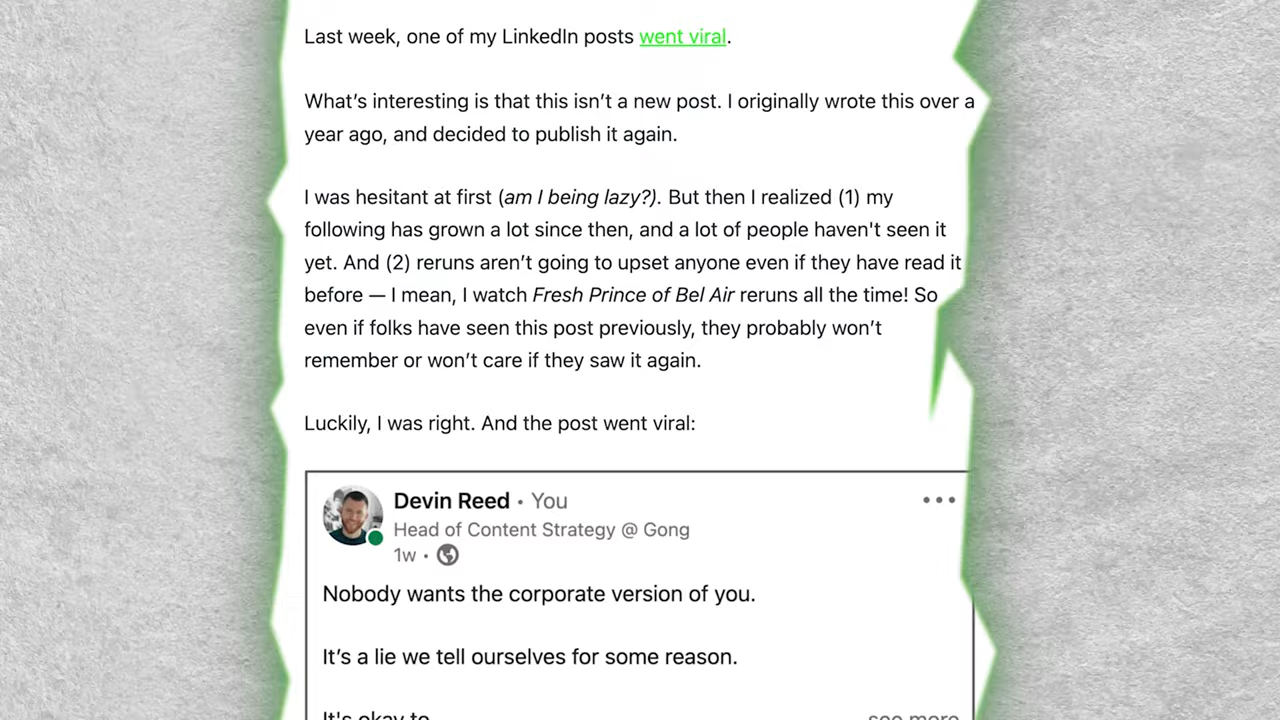 Last week, one of my LinkedIn posts went viral.
What’s interesting is that this isn’t a new post. I originally wrote this over a
year ago, and decided to publish it again.
I was hesitant at first (am I being lazy?). But then I realized (1) my
following has grown a lot since then, and a lot of people haven't seen it
yet. And (2) reruns aren’t going to upset anyone even if they have read it
before — I mean, I watch Fresh Prince of Bel Air reruns all the time! So
even if folks have seen this post previously, they probably won’t
remember or won’t care if they saw it again.
Luckily, I was right. And the post went viral:
Devin Reed • You
Head of Content Strategy @ Gong
1w •
Nobody wants the corporate version of you.
It’s a lie we tell ourselves for some reason.
It's okay to
see more